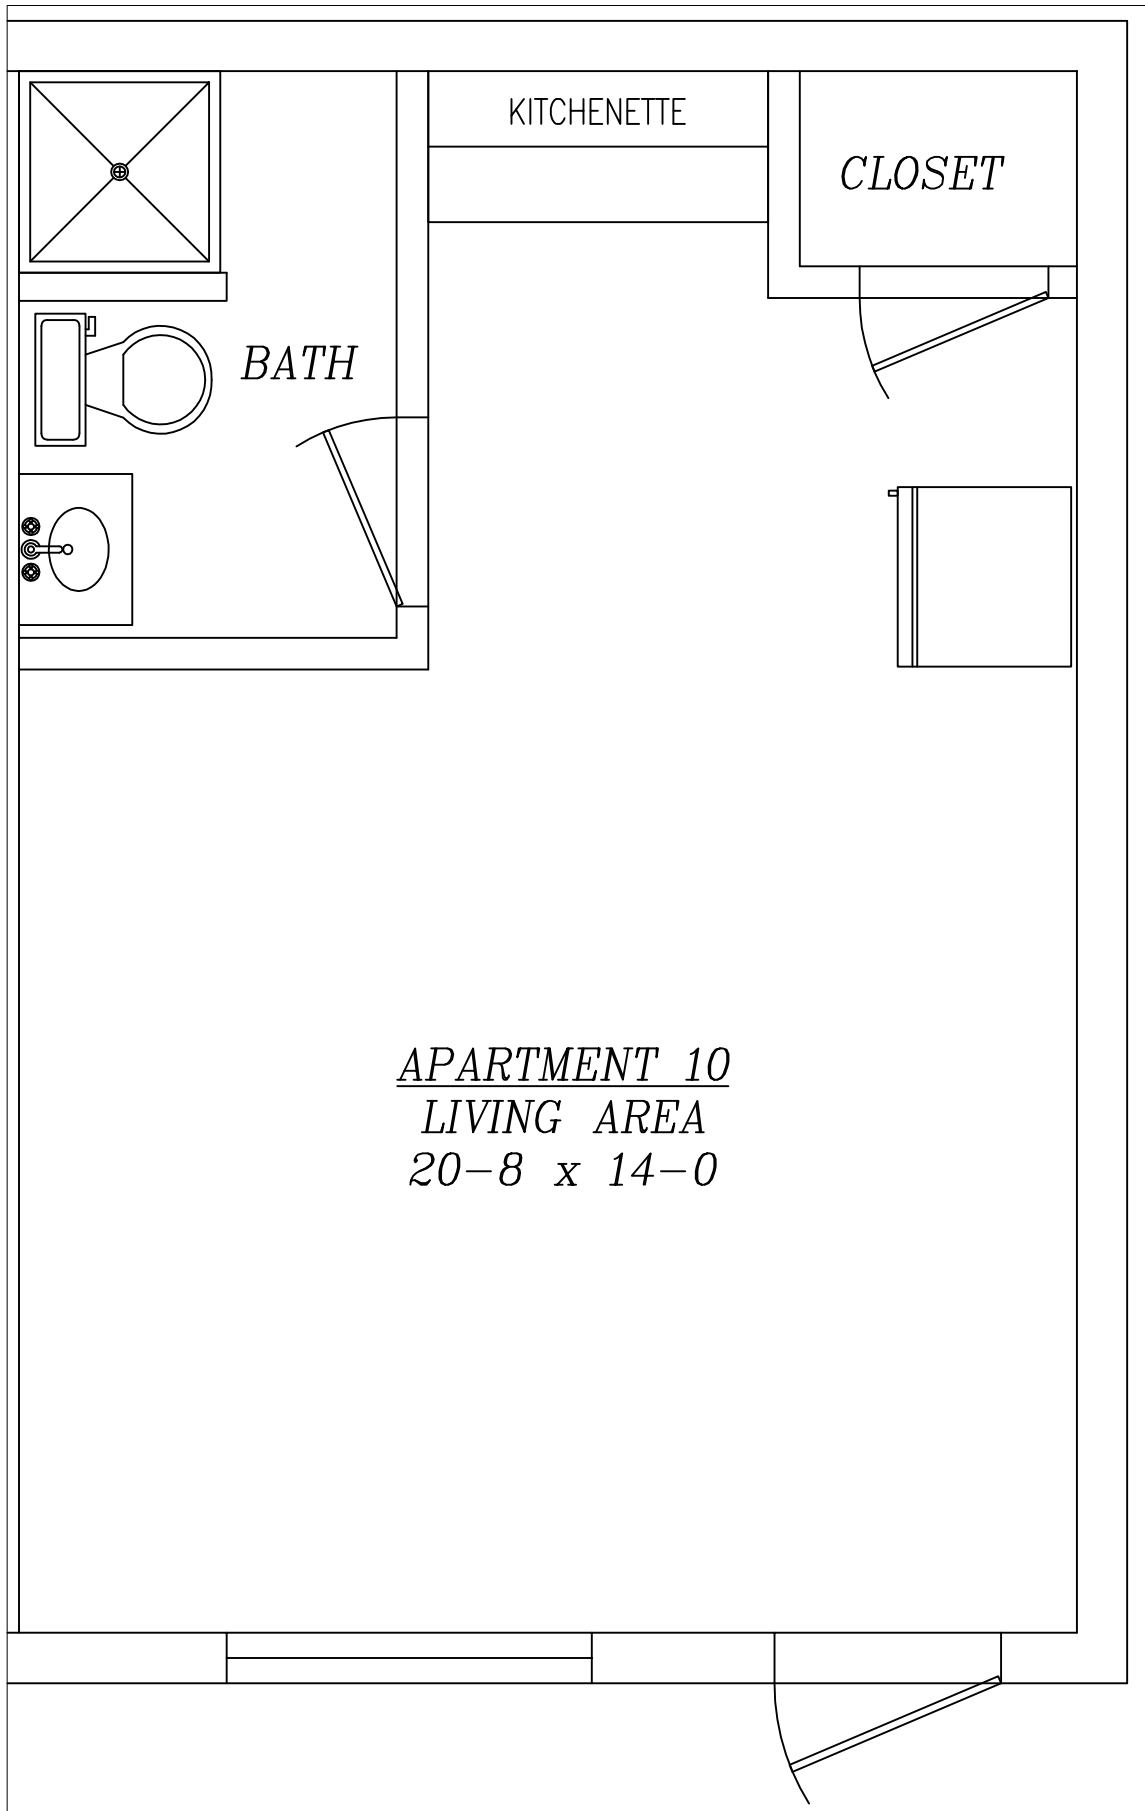 KITCHENETTE
CLOSET
BATH
APARTMENT 10
LIVING AREA
20-8 x 14-0